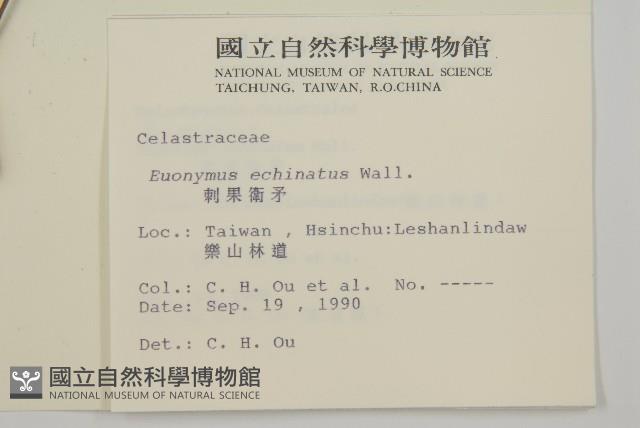 國立自然科學博物館
NATIONAL MUSEUM OF NATURAL SCIENCE
TAICHUNG, TAIWAN, R.O.CHINA
Celastraceae
Euonymus echinatus Wall.
刺果衛矛
Loc.: Taiwan , Hsinchu:Leshanlindaw
樂山林道
Col.: C. H. Ou et al. No. -----
Date: Sep. 19 , 1990
Det.: C. H. Ou
國立自然科學博物館
NATIONAL MUSEUM OF NATURAL SCIENCE